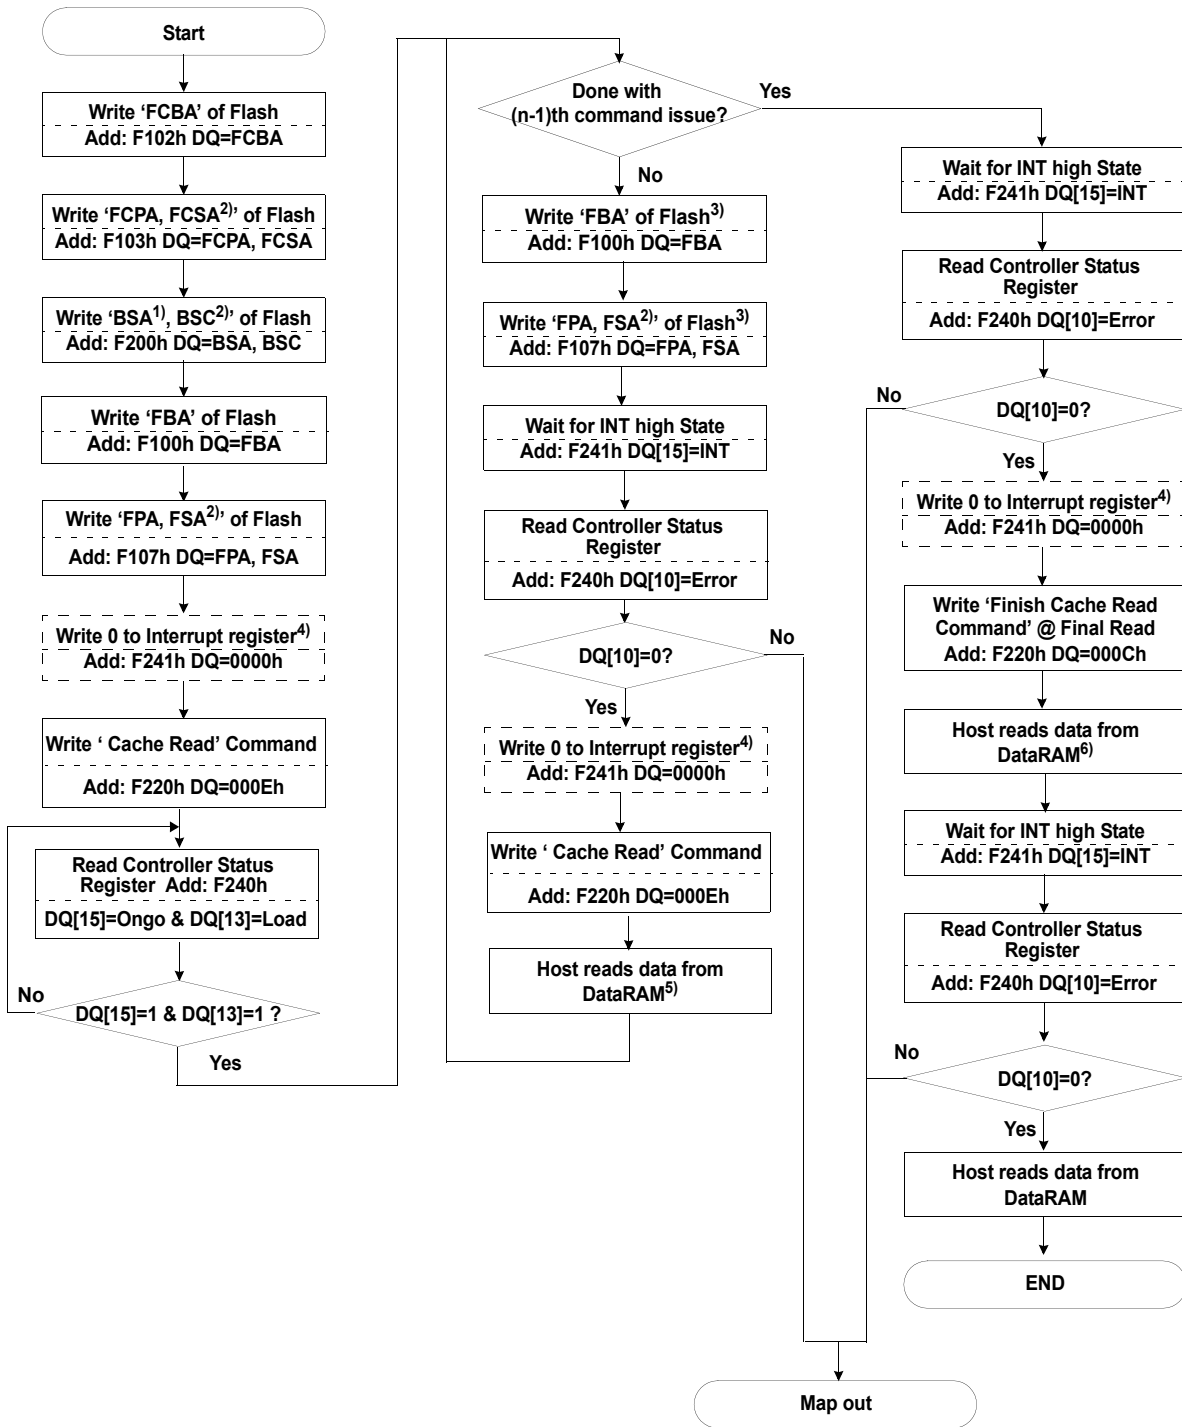 Start
Write ‘FCBA’ of Flash
Add: F102h DQ=FCBA
Write ‘FCPA, FCSA2)’ of Flash
Add: F103h DQ=FCPA, FCSA
Write ‘BSA1), BSC2)’ of Flash
Add: F200h DQ=BSA, BSC
Write ‘FBA’ of Flash
Add: F100h DQ=FBA
Write ‘FPA, FSA2)’ of Flash
Add: F107h DQ=FPA, FSA
Write 0 to Interrupt register4)
Add: F241h DQ=0000h
Write ‘ Cache Read’ Command
Add: F220h DQ=000Eh
Read Controller Status
Register Add: F240h
DQ[15]=Ongo & DQ[13]=Load
No
DQ[15]=1 & DQ[13]=1 ?
Yes
Done with
(n-1)th command issue?
Yes
No
Write ‘FBA’ of Flash3)
Add: F100h DQ=FBA
Write ‘FPA, FSA2)’ of Flash3)
Add: F107h DQ=FPA, FSA
Wait for INT high State
Add: F241h DQ[15]=INT
Read Controller Status
Register
Add: F240h DQ[10]=Error
DQ[10]=0?
No
Yes
Write 0 to Interrupt register4)
Add: F241h DQ=0000h
Write ‘ Cache Read’ Command
Add: F220h DQ=000Eh
Host reads data from
DataRAM5)
Wait for INT high State
Add: F241h DQ[15]=INT
Read Controller Status
Register
Add: F240h DQ[10]=Error
No
DQ[10]=0?
Yes
Write 0 to Interrupt register4)
Add: F241h DQ=0000h
Write ‘Finish Cache Read
Command’ @ Final Read
Add: F220h DQ=000Ch
Host reads data from
DataRAM6)
Wait for INT high State
Add: F241h DQ[15]=INT
Read Controller Status
Register
Add: F240h DQ[10]=Error
No
DQ[10]=0?
Yes
Host reads data from
DataRAM
END
Map out